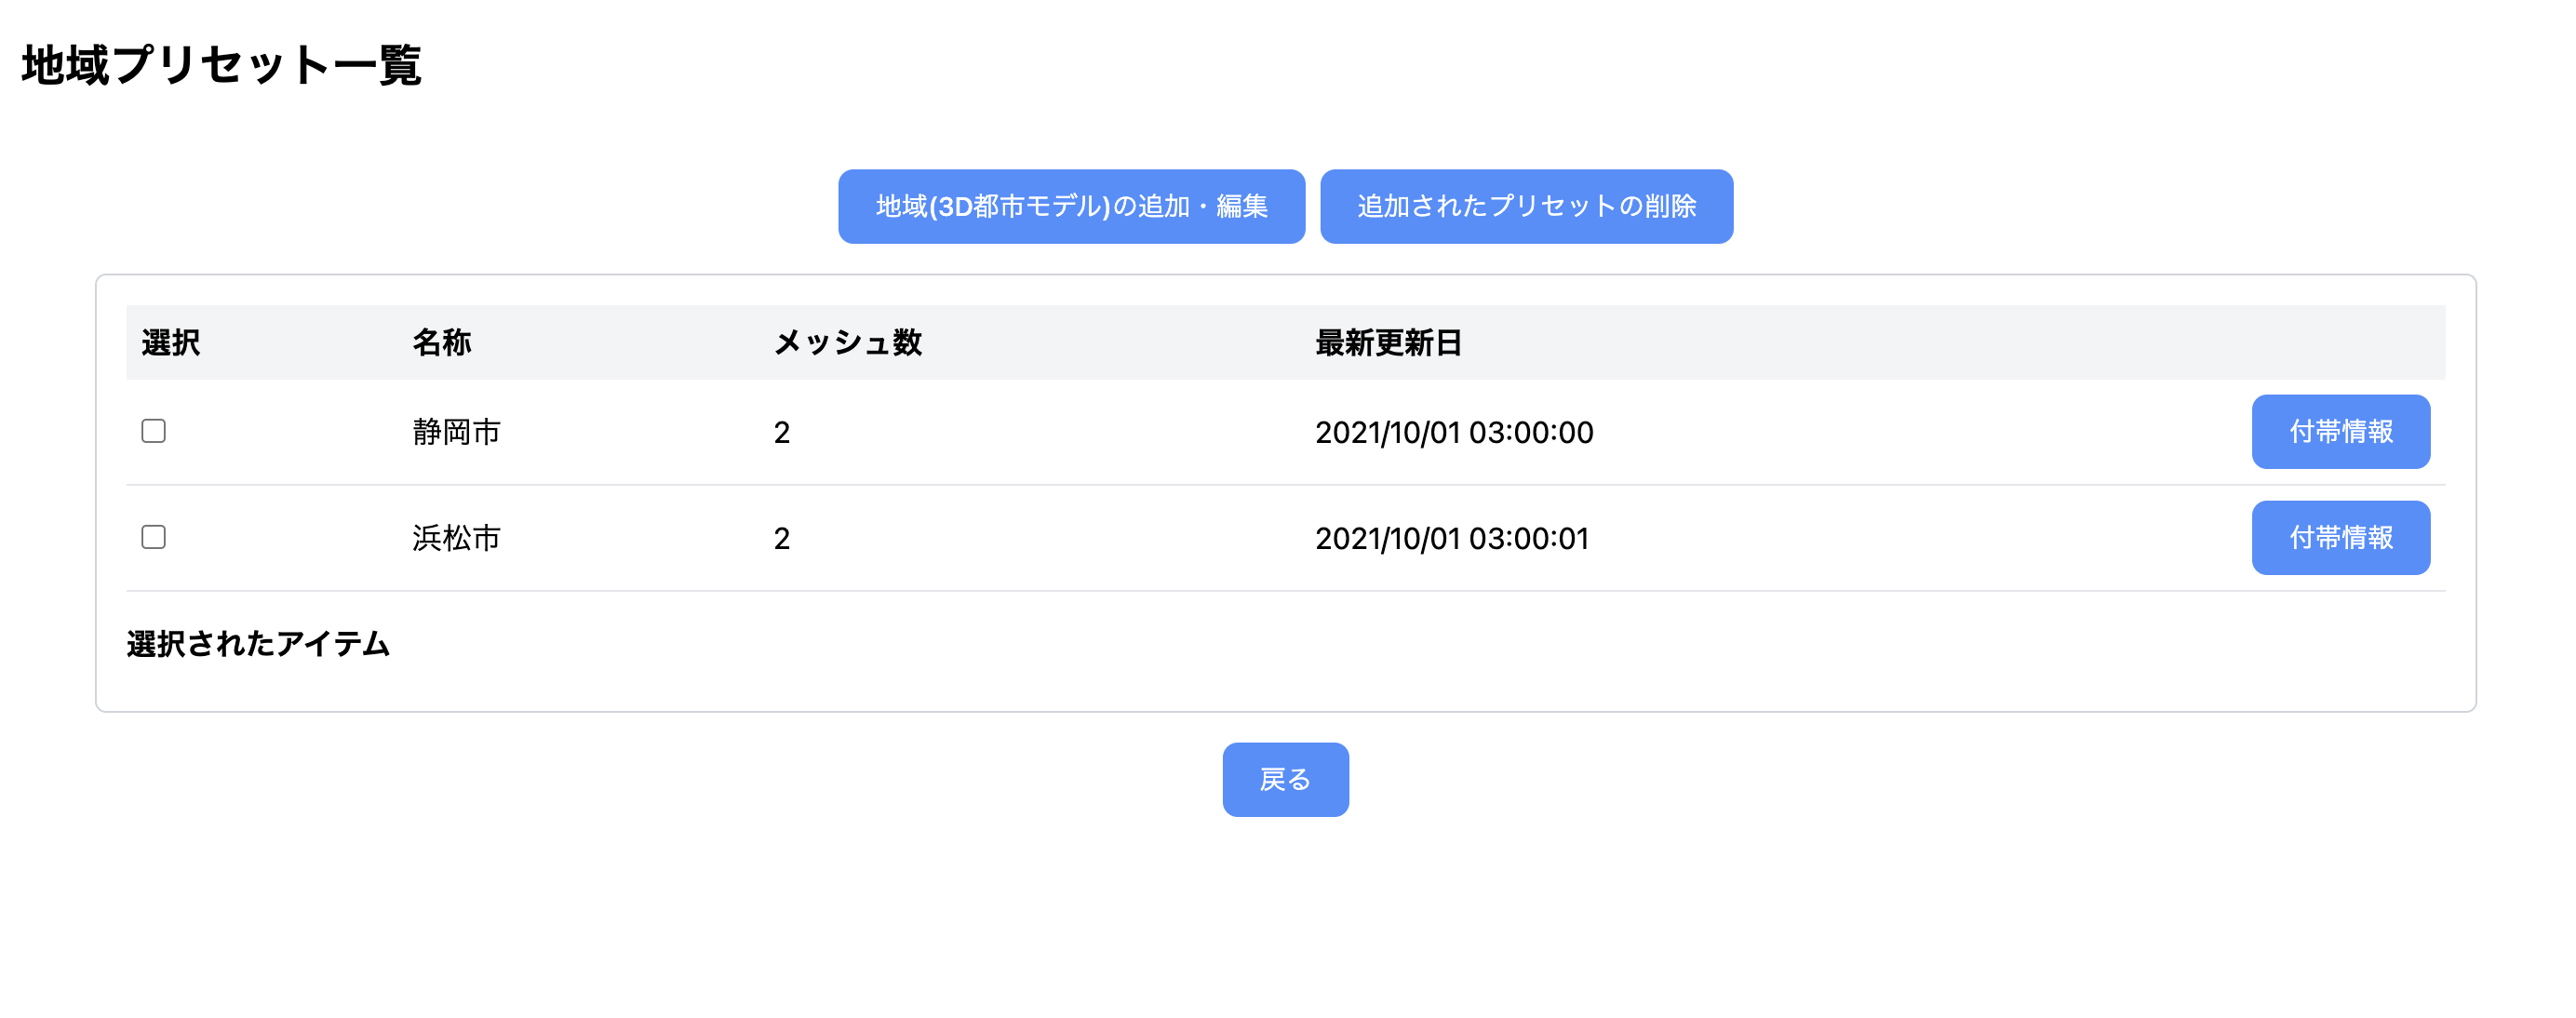 地域プリセット一覧
地域(3D都市モデル)の追加・編集 追加されたプリセットの削除
選択 名称 メッシュ数 最新更新日
静岡市 2 2021/10/01 03:00:00 付帯情報
浜松市 2 2021/10/01 03:00:01 付帯情報
選択されたアイテム
戻る